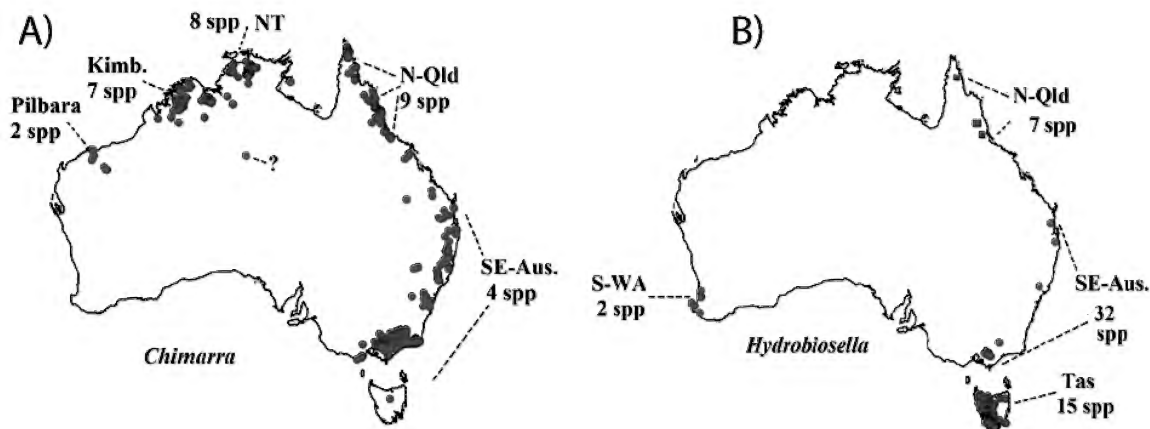 A)
8 spp NT
Kimb.
7 spp
Pilbara
2 spp
N-Qld
9 spp
?
SE-Aus.
4 spp
Chimarra
B)
N-Qld
7 spp
S-WA
2 spp
SE-Aus.
32
spp
Hydrobiosella
Tas
15 spp